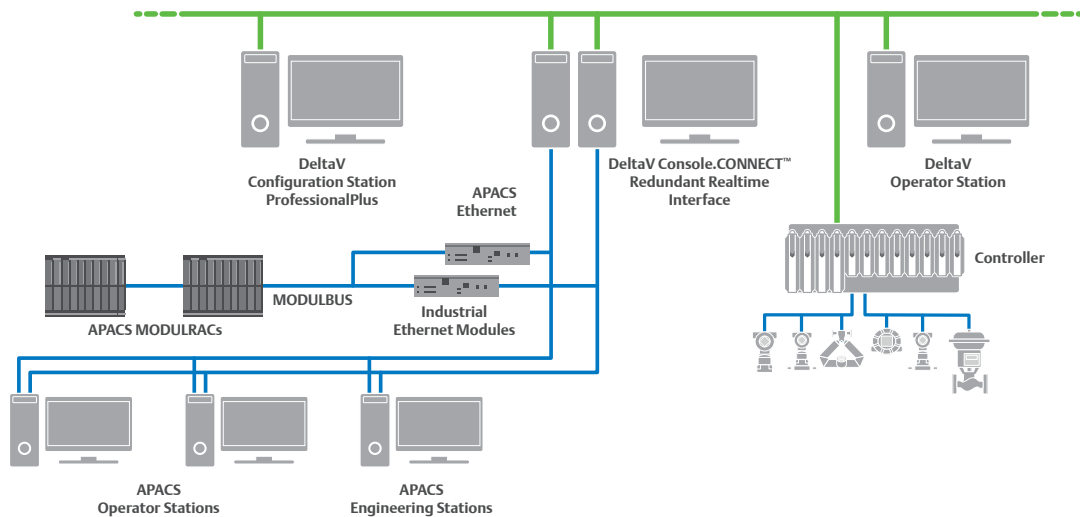 DeltaV
Configuration Station
ProfessionalPlus
DeltaV Console.CONNECT™
Redundant Realtime
Interface
DeltaV
Operator Station
APACS
Ethernet
Controller
MODULBUS
Industrial
Ethernet Modules
APACS MODULRACs
APACS
Operator Stations
APACS
Engineering Stations